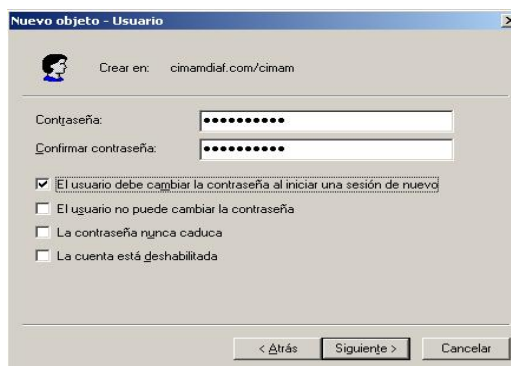 Nuevo objeto - Usuario
Crear en: cimamdiaf.com/cimam
Contraseña: ●●●●●●●●●●
Confirmar contraseña: ●●●●●●●●●●
El usuario debe cambiar la contraseña al iniciar una sesión de nuevo
El usuario no puede cambiar la contraseña
La contraseña nunca caduca
La cuenta está deshabilitada
< Atrás Siguiente > Cancelar